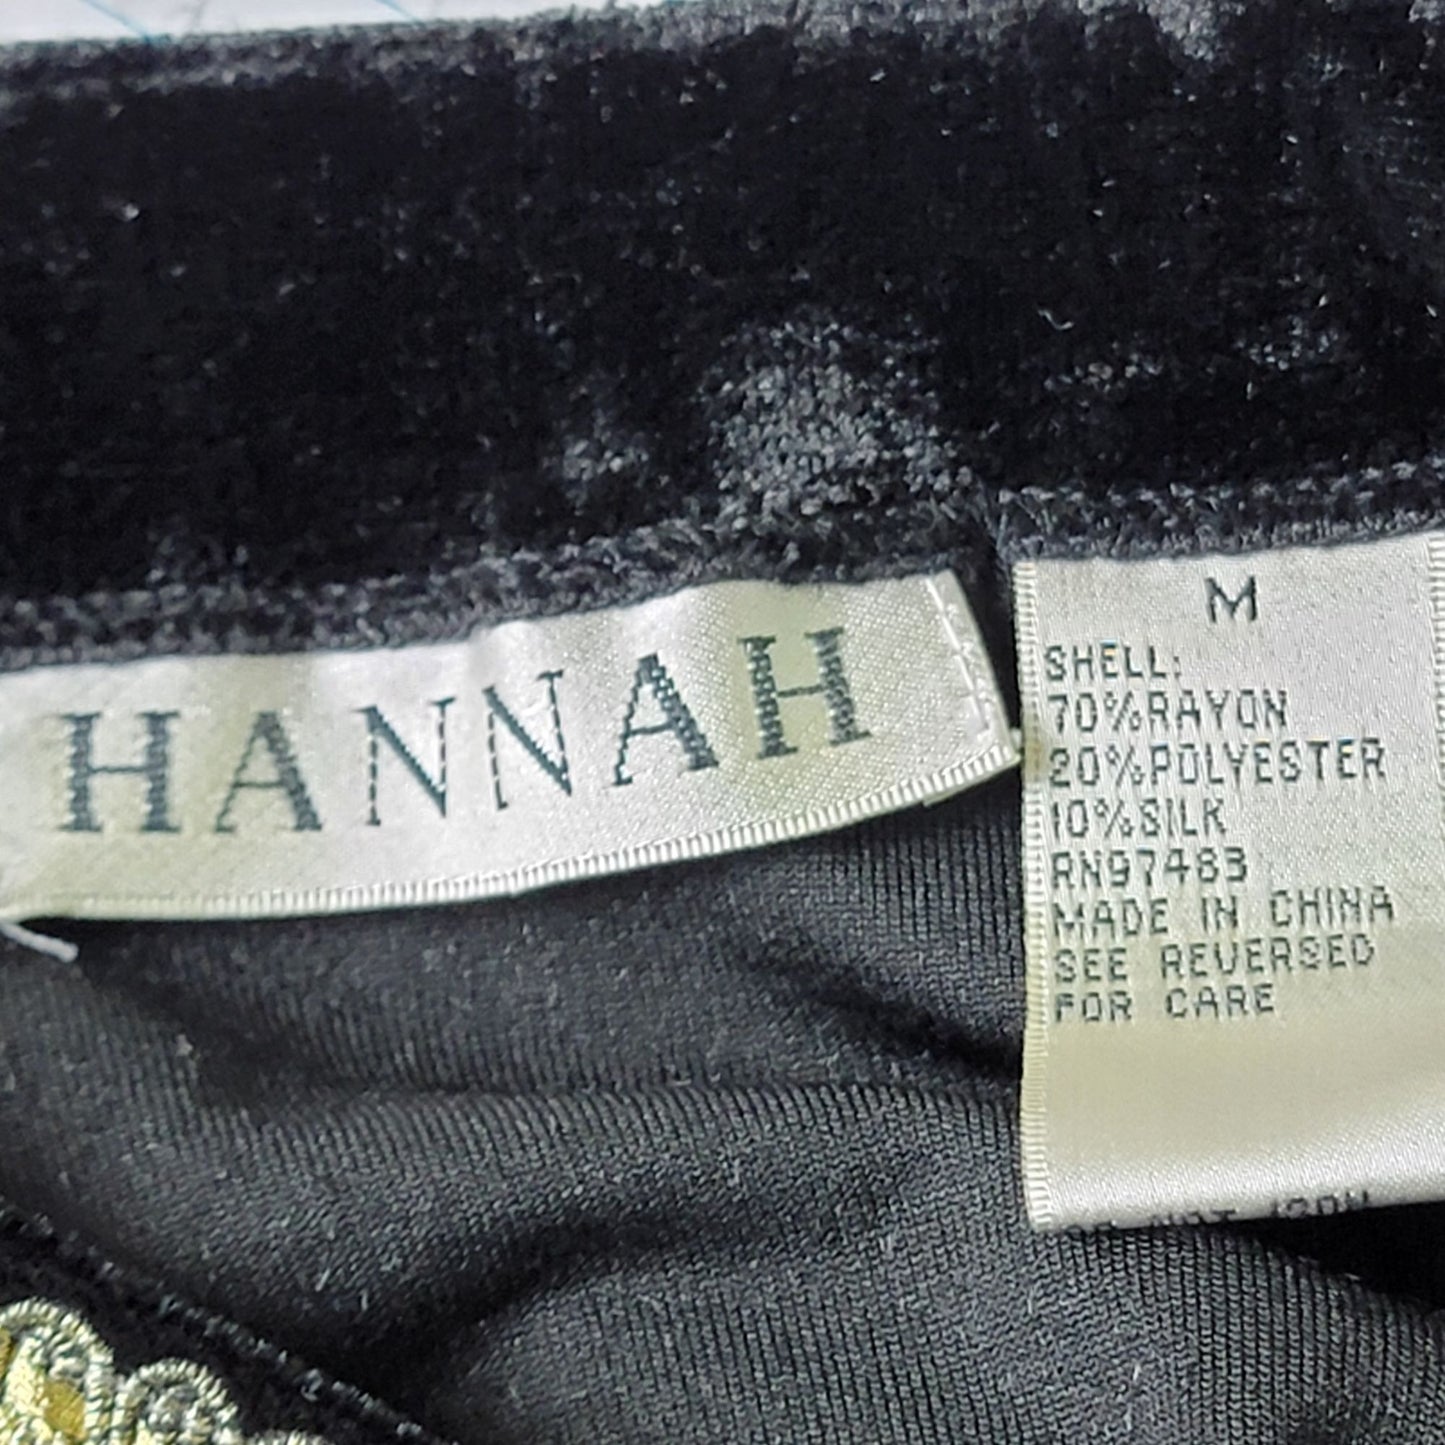 HANNAH
M
SHELL:
70%RAYON
20%POLYESTER
10%SILK
RN97483
MADE IN CHINA
SEE REVERSED
FOR CARE